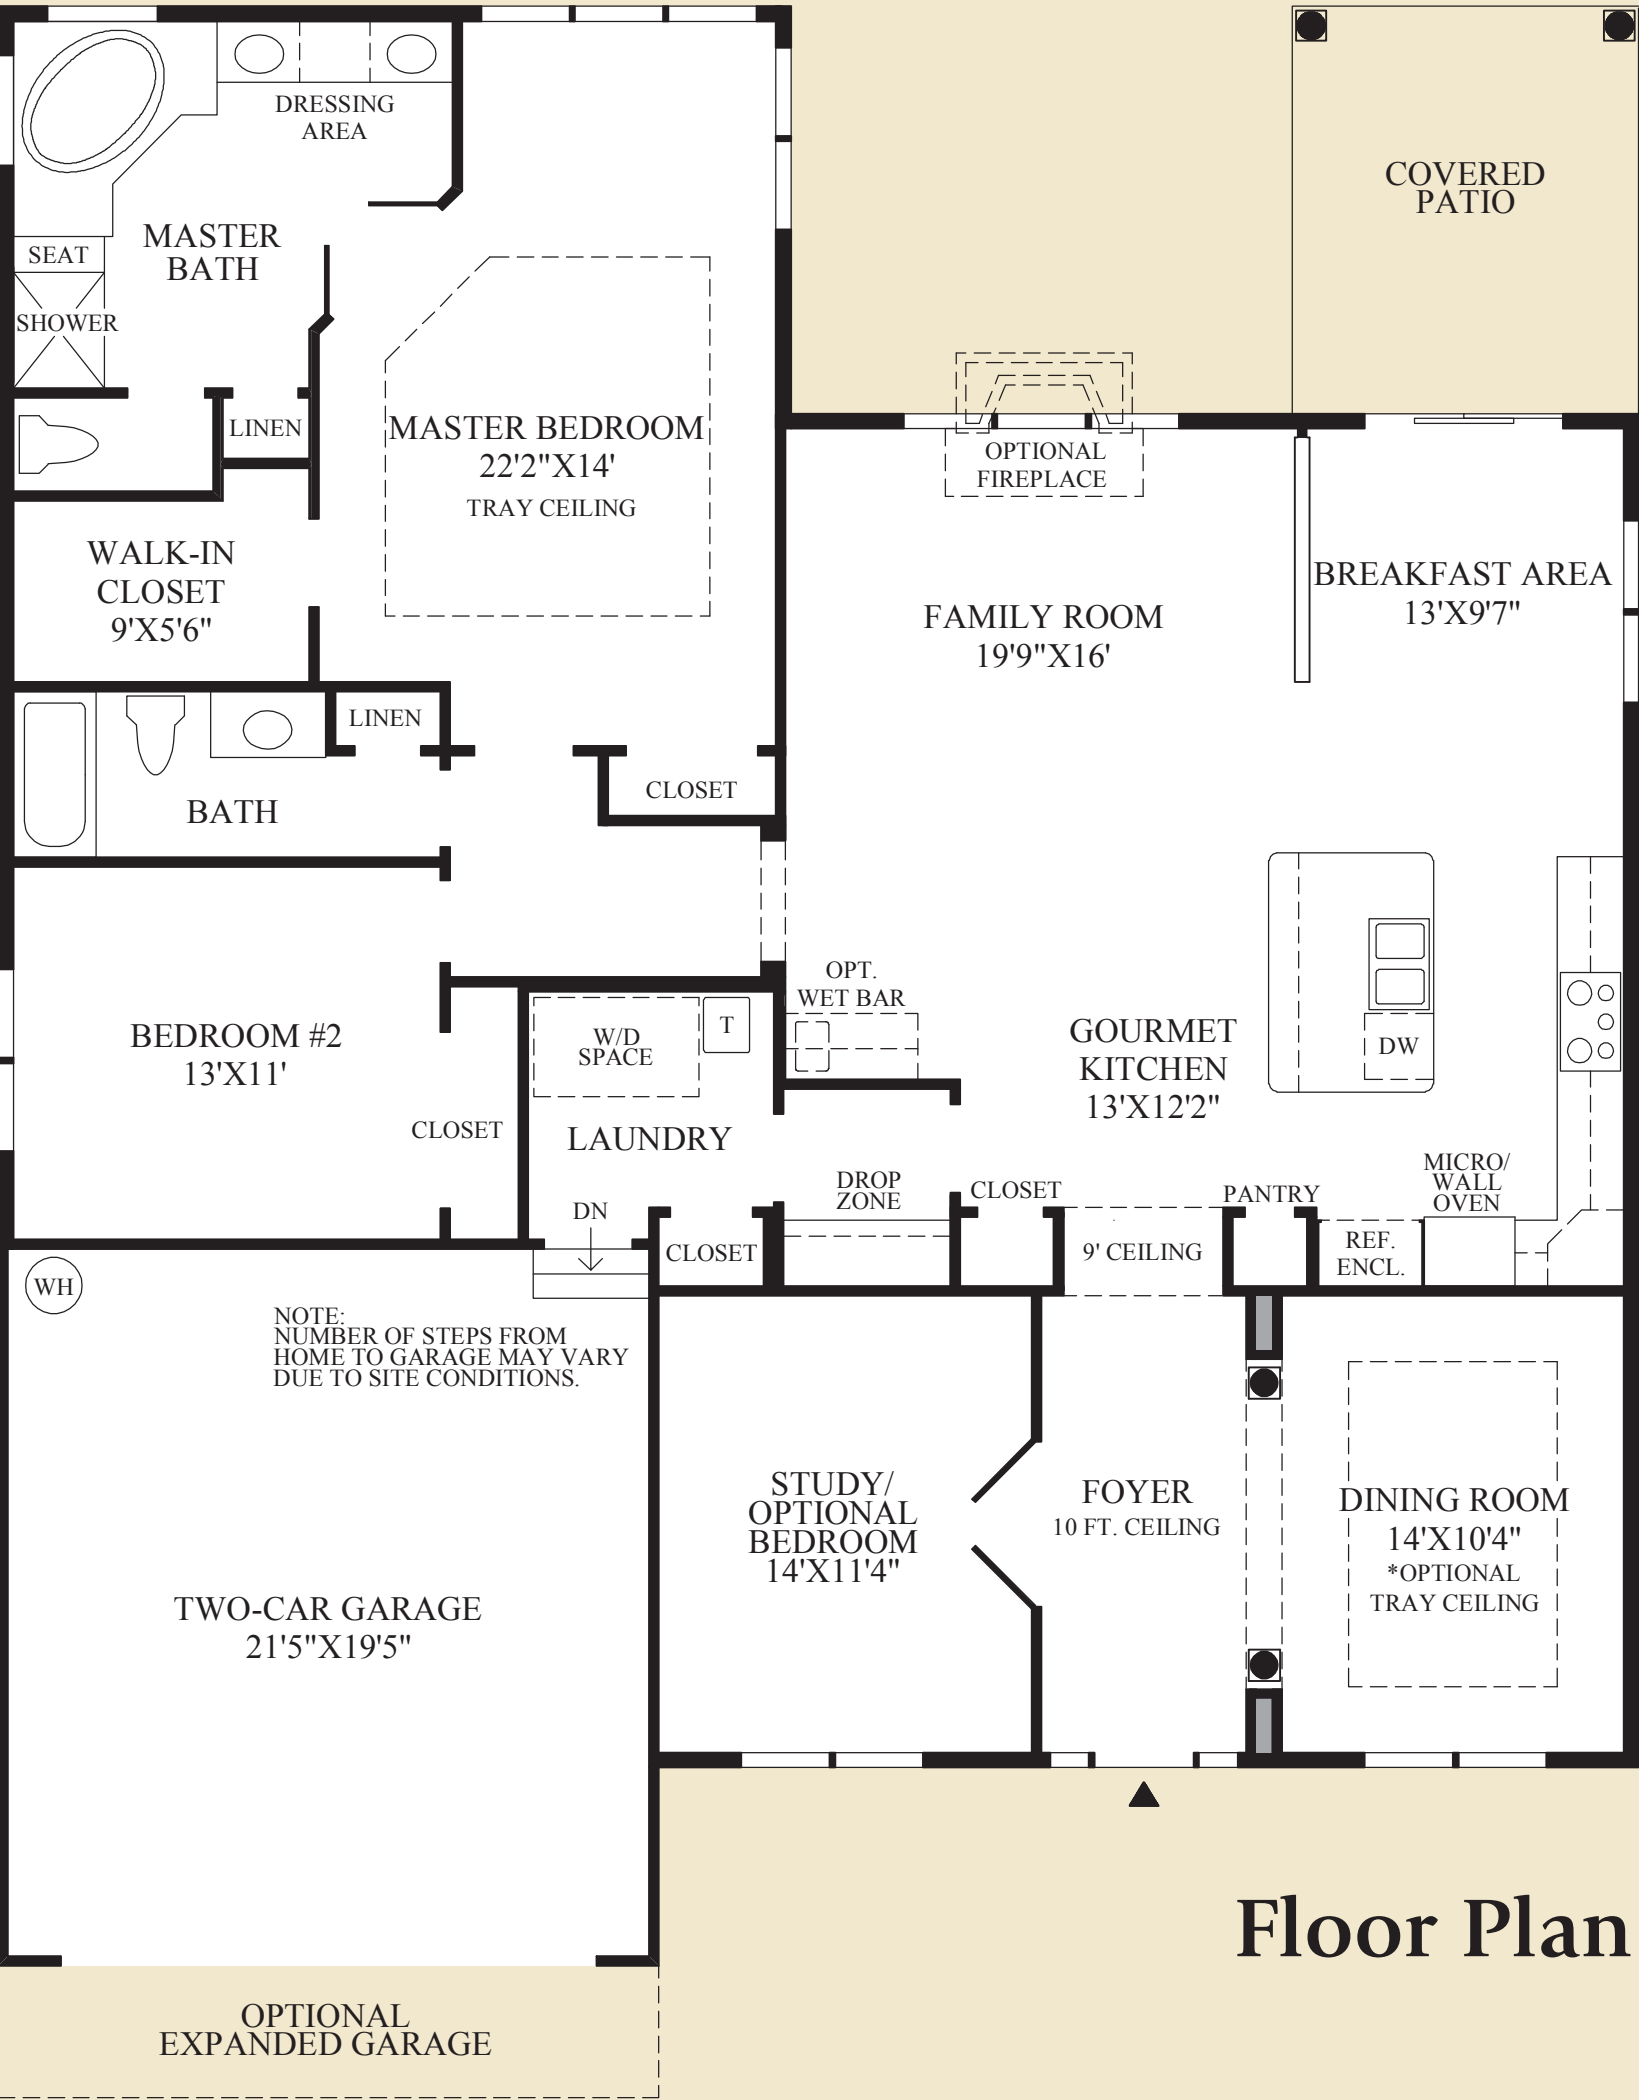 DRESSING
AREA
MASTER
BATH
SEAT
SHOWER
LINEN
WALK-IN
CLOSET
9'X5'6"
MASTER BEDROOM
22'2"X14'
TRAY CEILING
COVERED
PATIO
OPTIONAL
FIREPLACE
FAMILY ROOM
19'9"X16'
BREAKFAST AREA
13'X9'7"
LINEN
BATH
CLOSET
BEDROOM #2
13'X11'
CLOSET
W/D
SPACE
T
LAUNDRY
DN
CLOSET
OPT.
WET BAR
DROP
ZONE
CLOSET
GOURMET
KITCHEN
13'X12'2"
DW
MICRO/
WALL
OVEN
PANTRY
9' CEILING
REF.
ENCL.
WH
NOTE:
NUMBER OF STEPS FROM
HOME TO GARAGE MAY VARY
DUE TO SITE CONDITIONS.
TWO-CAR GARAGE
21'5"X19'5"
STUDY/
OPTIONAL
BEDROOM
14'X11'4"
FOYER
10 FT. CEILING
DINING ROOM
14'X10'4"
*OPTIONAL
TRAY CEILING
Floor Plan
OPTIONAL
EXPANDED GARAGE